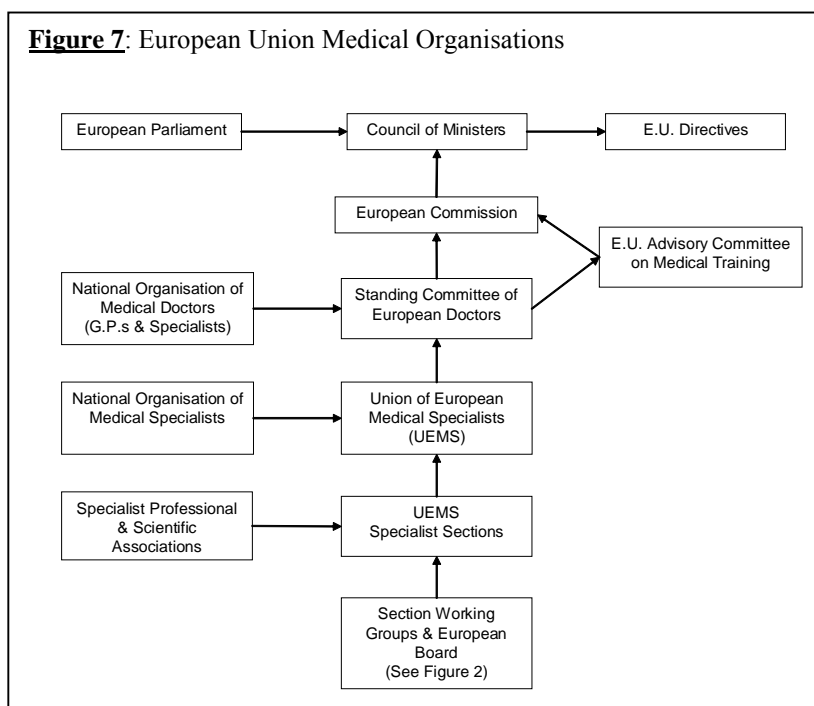 Figure 7: European Union Medical Organisations
European Parliament
Council of Ministers
E.U. Directives
European Commission
E.U. Advisory Committee
on Medical Training
National Organisation of
Medical Doctors
(G.P.s & Specialists)
Standing Committee of
European Doctors
National Organisation of
Medical Specialists
Union of European
Medical Specialists
(UEMS)
Specialist Professional
& Scientific
Associations
UEMS
Specialist Sections
Section Working
Groups & European
Board
(See Figure 2)